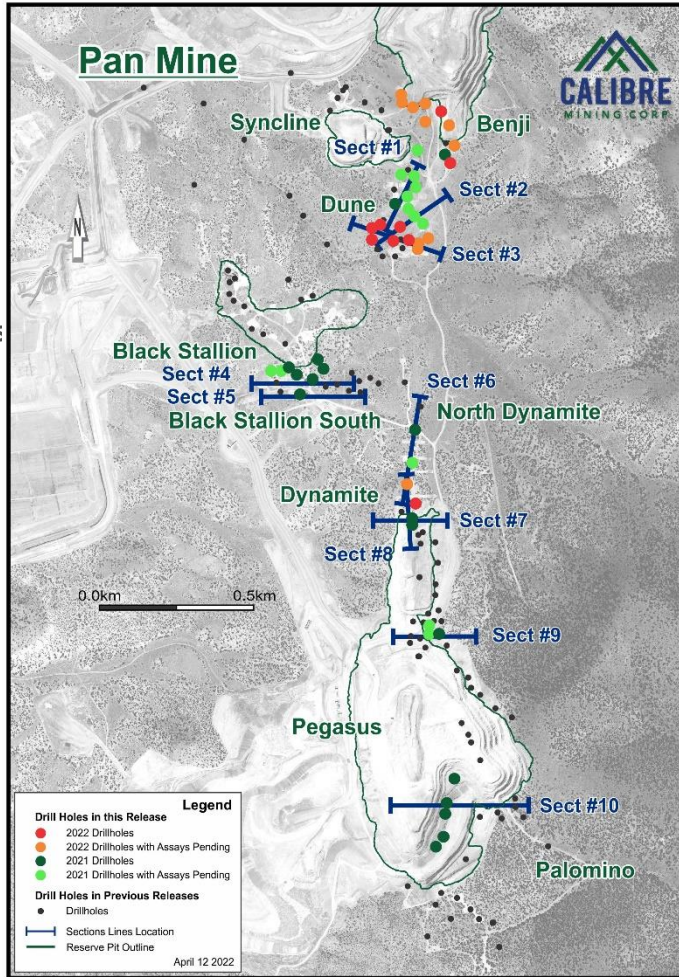 Pan Mine
CALIBRE
MINING CORP
Syncline
Benji
Sect #1
Sect #2
Dune
N
Sect #3
Black Stallion
Sect #4
Sect #6
Sect #5
North Dynamite
Black Stallion South
Dynamite
Sect #7
Sect #8
0.0km 0.5km
Sect #9
Pegasus
Sect #10
Palomino
Legend
Drill Holes in this Release
2022 Drillholes
2022 Drillholes with Assays Pending
2021 Drillholes
2021 Drillholes with Assays Pending
Drill Holes in Previous Releases
Drillholes
Sections Lines Location
Reserve Pit Outline
April 12 2022